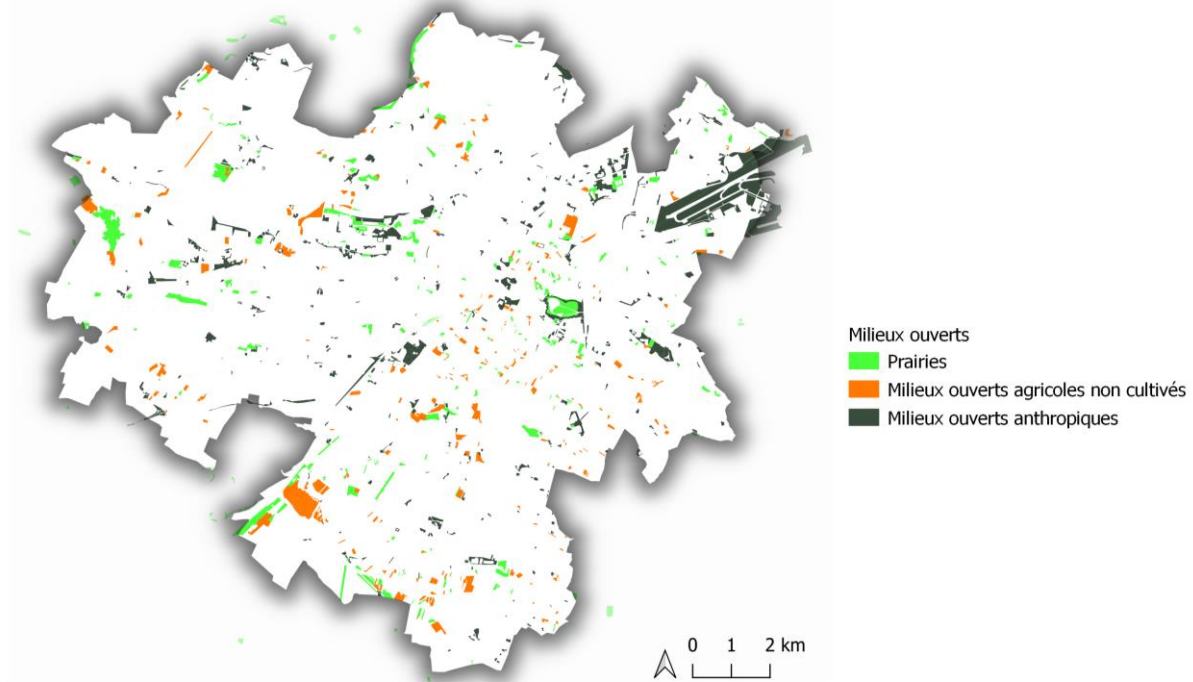 Milieux ouverts
Prairies
Milieux ouverts agricoles non cultivés
Milieux ouverts anthropiques
0 1 2 km